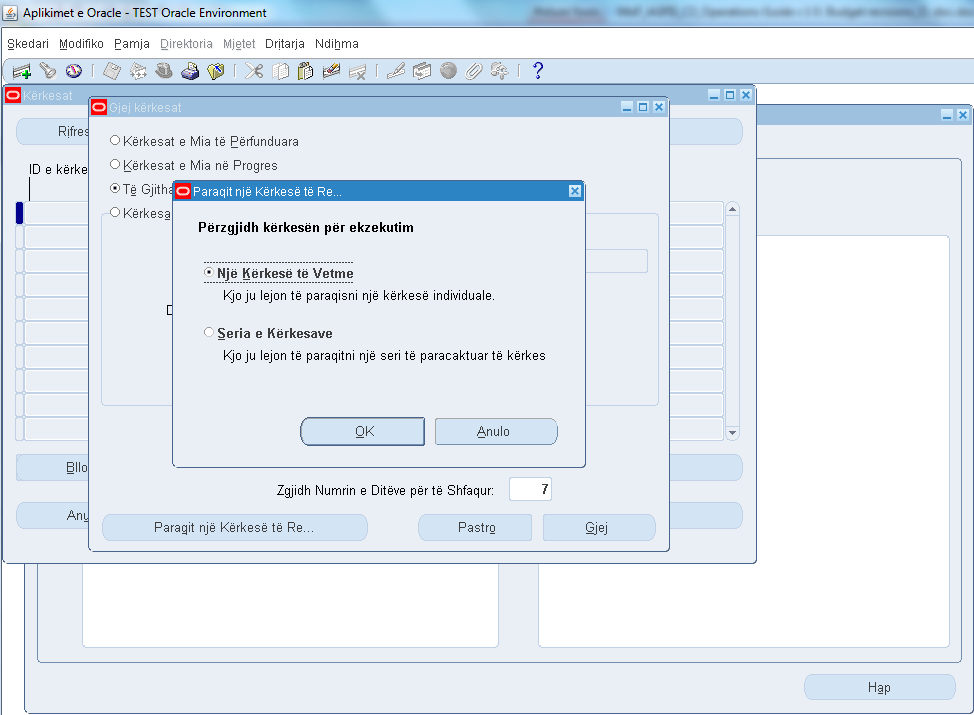 Aplikimet e Oracle - TEST Oracle Environment
Skedari Modifiko Pamja Direktoria Mjetet Dritarja Ndihma
Kërkesat
Gjej kërkesat
Rifres
Kërkesat e Mia të Përfunduara
ID e kërke
Kërkesat e Mia në Progres
Të Gjitha
Paraqit një Kërkesë të Re...
Kërkesa
Përzgjidh kërkesën për ekzekutim
Një Kërkesë të Vetme
Kjo ju lejon të paraqisni një kërkesë individuale.
Seria e Kërkesave
Kjo ju lejon të paraqitni një seri të paracaktuar të kërkes
OK Anulo
Bllo
Zgjidh Numrin e Ditëve për të Shfaqur: 7
Anu
Paraqit një Kërkesë të Re... Pastro Gjej
Hap